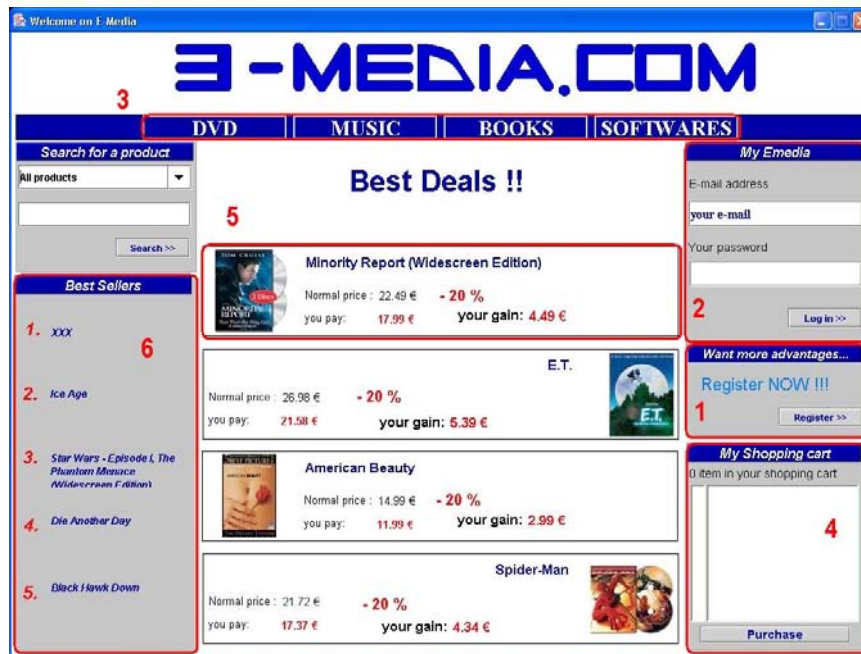 Welcome on E-Media
E-MEDIA.COM
3
DVD MUSIC BOOKS SOFTWARES
Search for a product
All products
Search >>
Best Sellers
6
1. xxx
2. Ice Age
3. Star Wars - Episode I, The
Phantom Menace
(Widescreen Edition)
4. Die Another Day
5. Black Hawk Down
Best Deals !!
5
TOM CRUISE
2 Discs
MINORITY
REPORT
Minority Report (Widescreen Edition)
Normal price : 22.49 € - 20 %
you pay: 17.99 € your gain: 4.49 €
E.T.
Normal price : 26.98 € - 20 %
you pay: 21.58 € your gain: 5.39 €
E.T.
American Beauty
Normal price : 14.99 € - 20 %
you pay: 11.99 € your gain: 2.99 €
Spider-Man
Normal price : 21.72 € - 20 %
you pay: 17.37 € your gain: 4.34 €
My Emedia
E-mail address
your e-mail
Your password
2
Log in >>
Want more advantages...
Register NOW !!!
1
Register >>
My Shopping cart
0 item in your shopping cart
4
Purchase